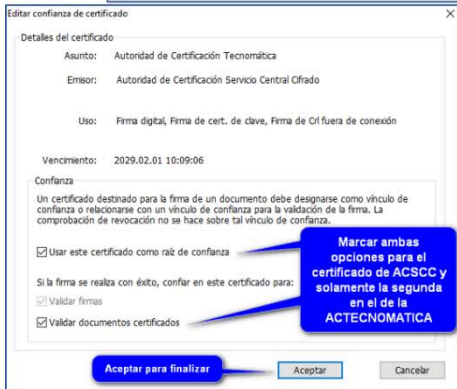 Editar confianza de certificado
Detalles del certificado
Asunto: Autoridad de Certificación Tecnomática
Emisor: Autoridad de Certificación Servicio Central Cifrado
Uso: Firma digital, Firma de cert. de clave, Firma de Crl fuera de conexión
Vencimiento: 2029.02.01 10:09:06
Confianza
Un certificado destinado para la firma de un documento debe designarse como vínculo de
confianza o relacionarse con un vínculo de confianza para la validación de la firma. La
comprobación de revocación no se hace sobre tal vínculo de confianza.
Usar este certificado como raíz de confianza
Si la firma se realiza con éxito, confiar en este certificado para:
Validar firmas
Validar documentos certificados
Marcar ambas
opciones para el
certificado de ACSCC y
solamente la segunda
en el de la
ACTECNOMATICA
Aceptar para finalizar
Aceptar
Cancelar